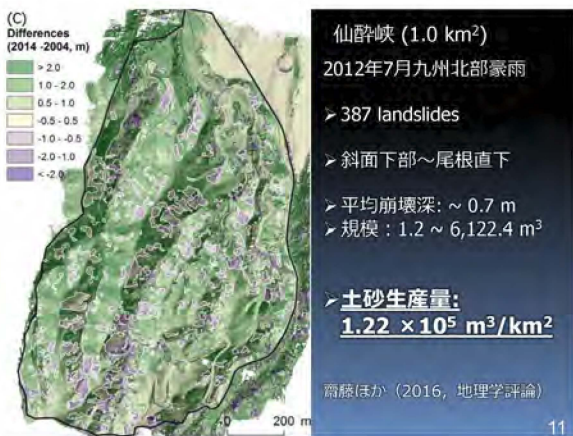 (C)
Differences
(2014 -2004, m)
> 2.0
1.0 - 2.0
0.5 - 1.0
-0.5 - 0.5
-1.0 - -0.5
-2.0 - -1.0
< -2.0
0 200 m
仙酔峡 (1.0 km²)
2012年7月九州北部豪雨
➢ 387 landslides
➢ 斜面下部～尾根直下
➢ 平均崩壊深: ~ 0.7 m
➢ 規模：1.2 ~ 6,122.4 m³
➢ 土砂生産量:
1.22 ×10⁵ m³/km²
齋藤ほか（2016，地理学評論）
11